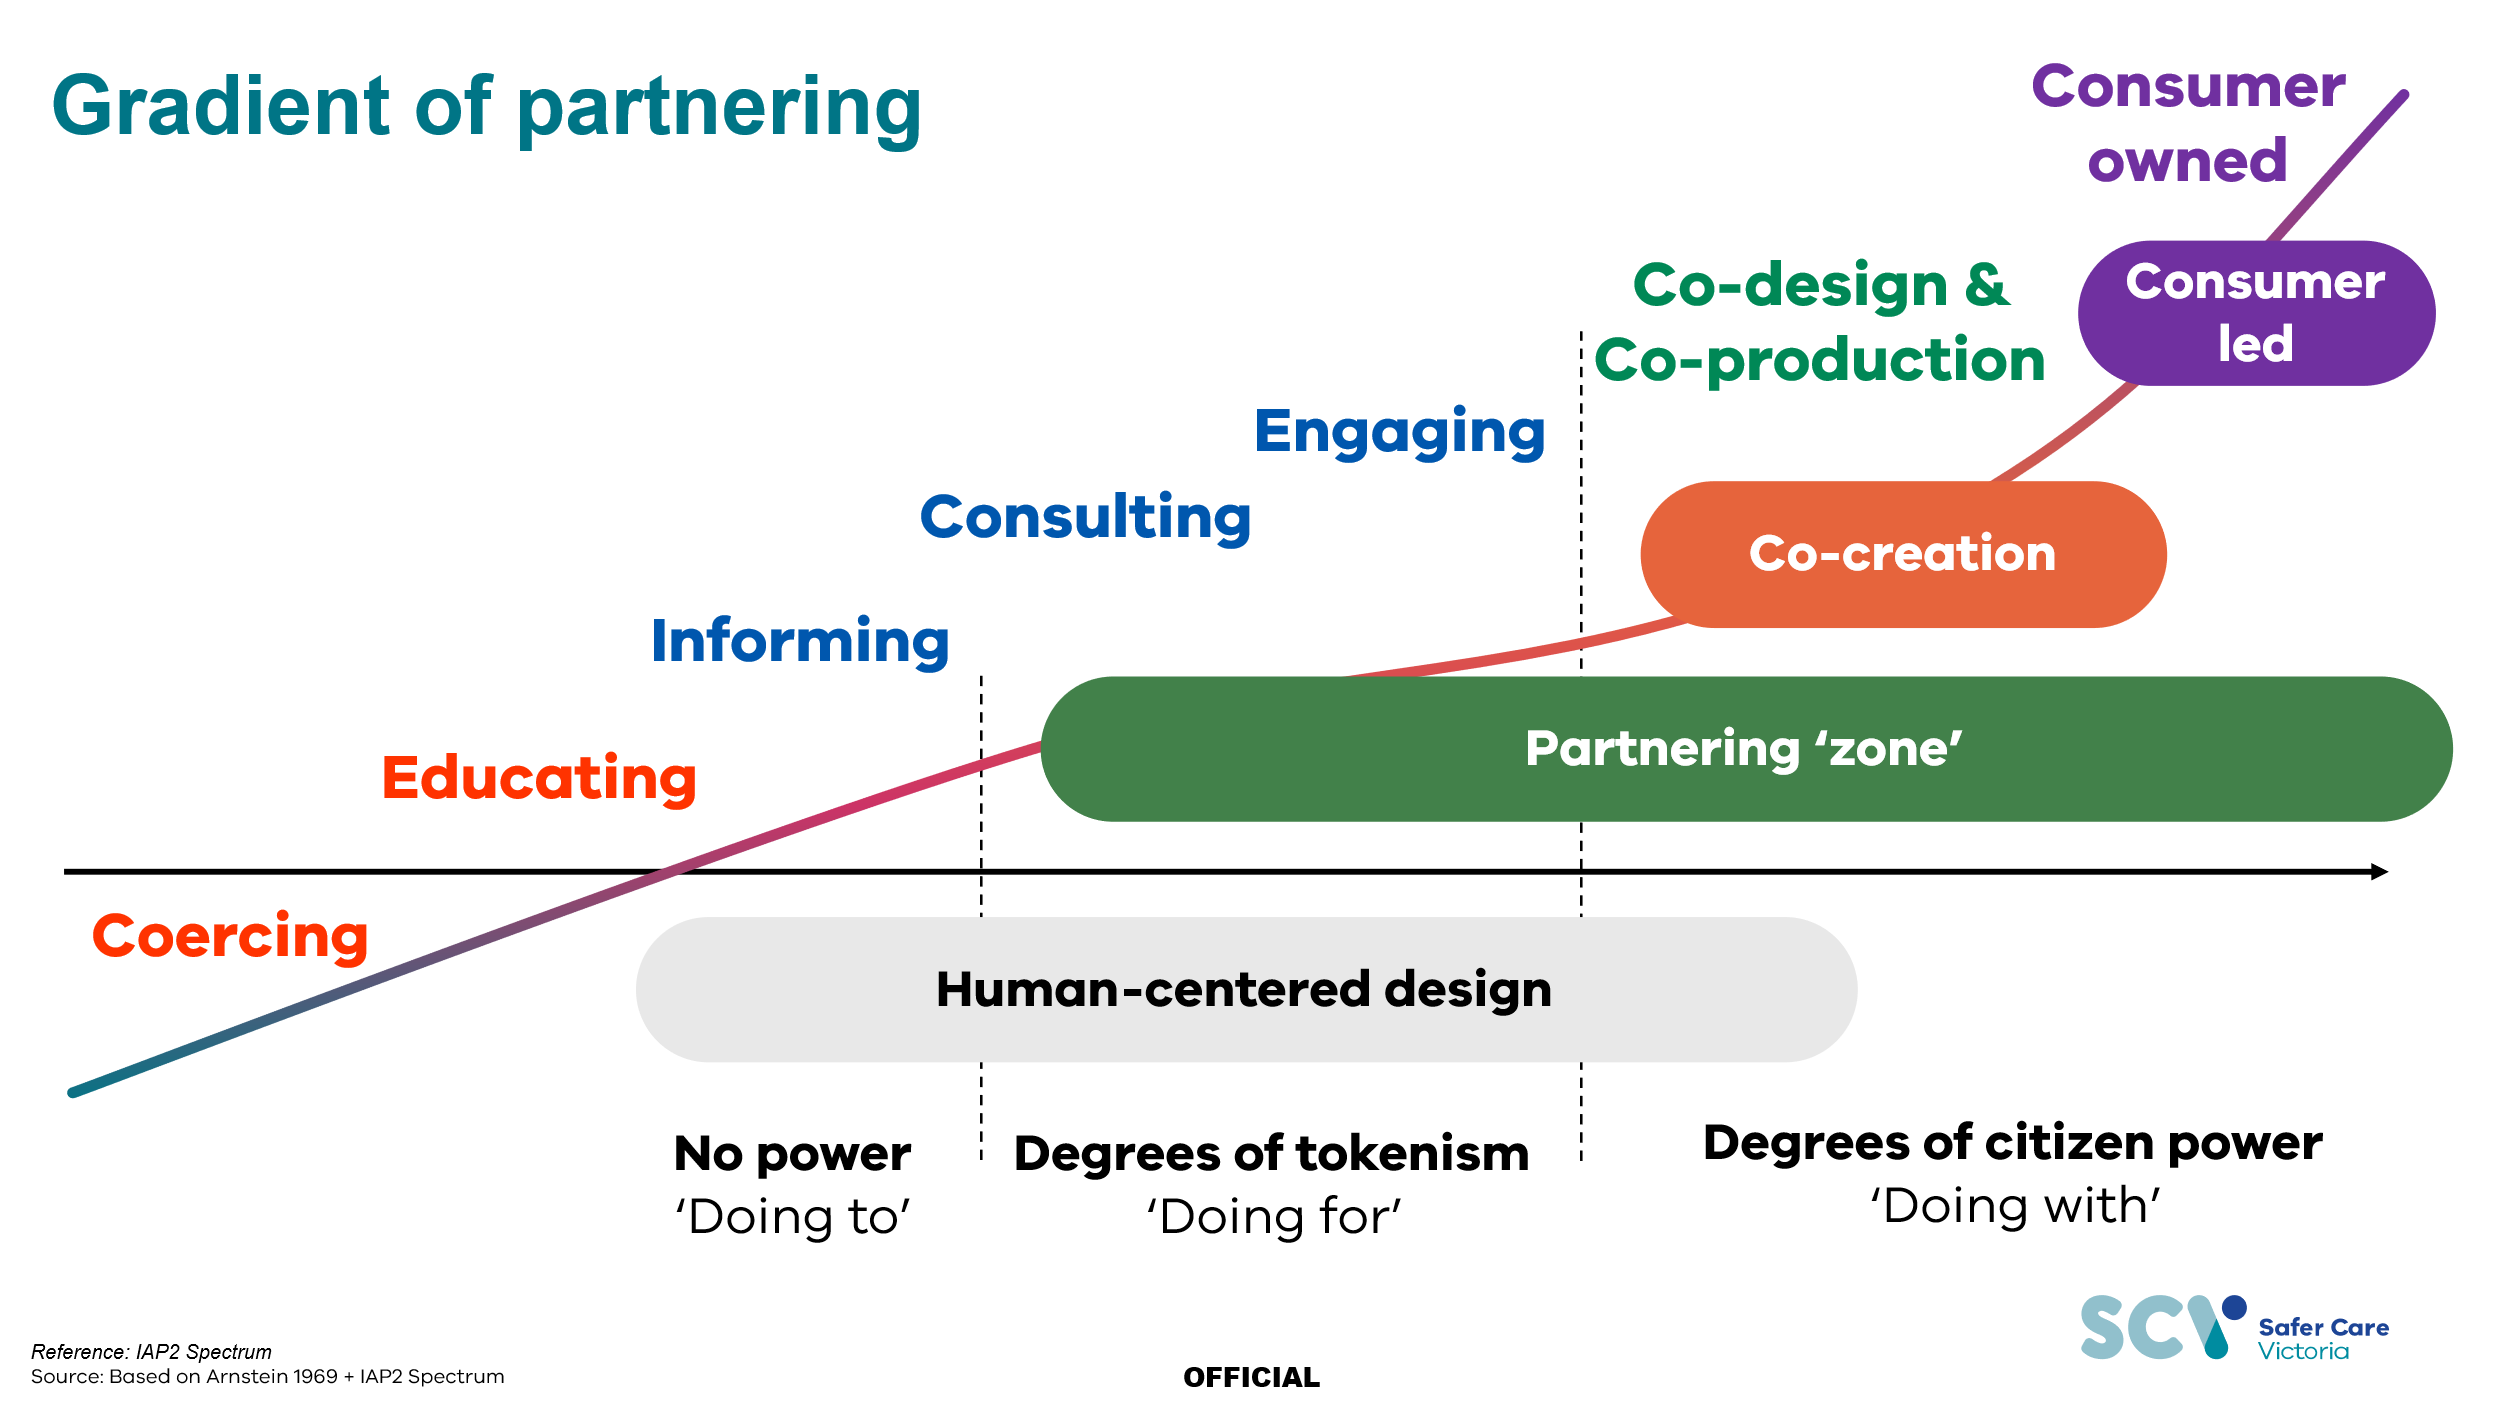 Gradient of partnering
Consumer
owned
Consumer
led
Co-design &
Co-production
Engaging
Consulting
Co-creation
Informing
Partnering ‘zone’
Educating
Coercing
Human-centered design
No power
‘Doing to’
Degrees of tokenism
‘Doing for’
Degrees of citizen power
‘Doing with’
Reference: IAP2 Spectrum
Source: Based on Arnstein 1969 + IAP2 Spectrum
OFFICIAL
SCV
Safer Care
Victoria